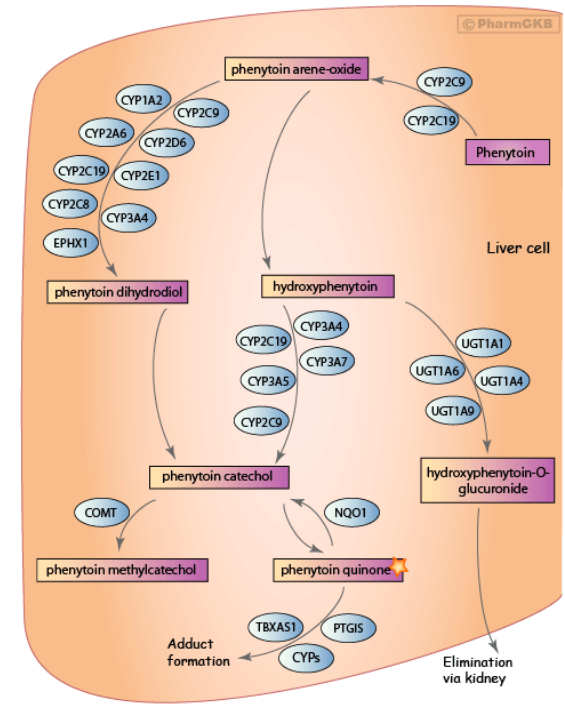 © PharmGKB
phenytoin arene-oxide
CYP2C9
CYP1A2
CYP2C9
CYP2C19
CYP2A6
CYP2D6
Phenytoin
CYP2C19
CYP2E1
CYP2C8
CYP3A4
EPHX1
Liver cell
phenytoin dihydrodiol
hydroxyphenytoin
CYP3A4
CYP2C19
CYP3A7
CYP3A5
CYP2C9
UGT1A1
UGT1A6
UGT1A4
UGT1A9
phenytoin catechol
hydroxyphenytoin-O-
glucuronide
COMT
NQO1
phenytoin methylcatechol
phenytoin quinone
TBXAS1
PTGIS
CYPs
Adduct
formation
Elimination
via kidney